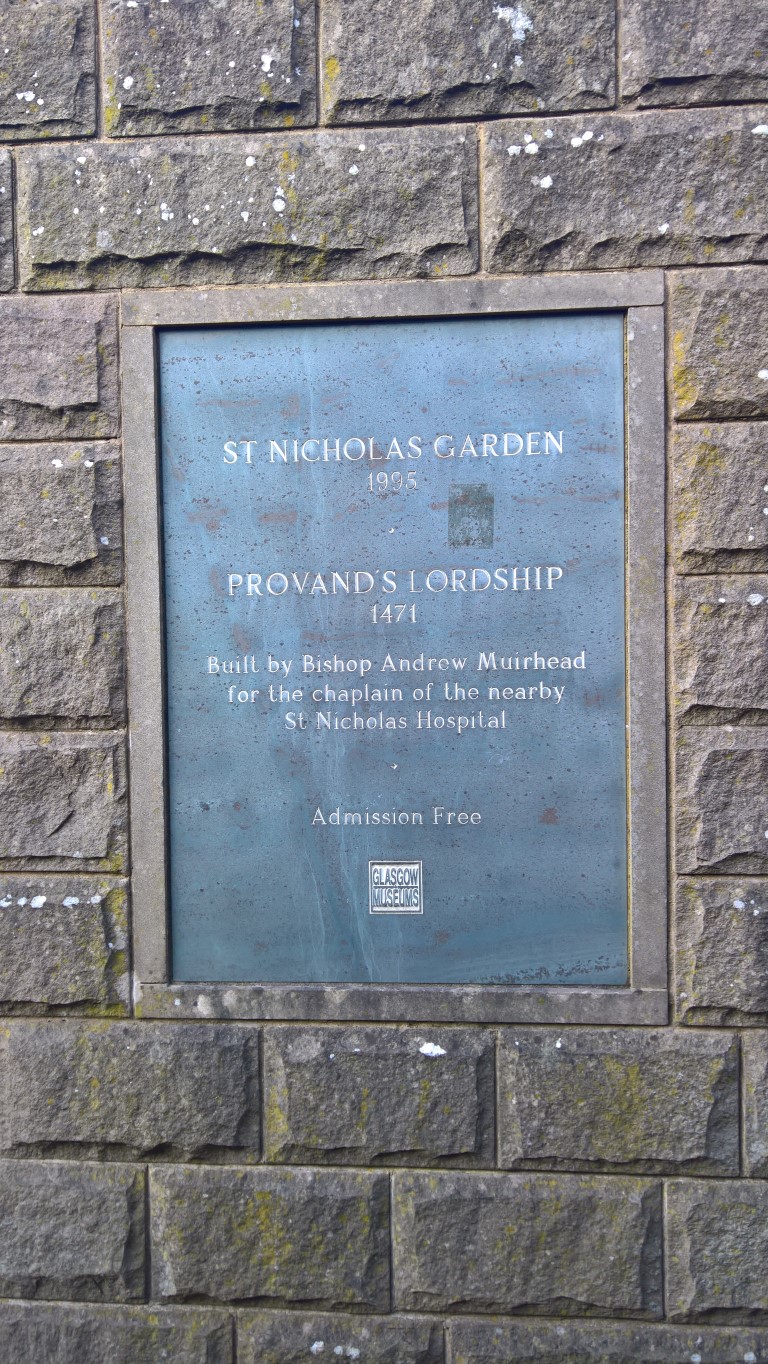 ST NICHOLAS GARDEN
1995
PROVAND'S LORDSHIP
1471
Built by Bishop Andrew Muirhead
for the chaplain of the nearby
St Nicholas Hospital
Admission Free
GLASGOW
MUSEUMS